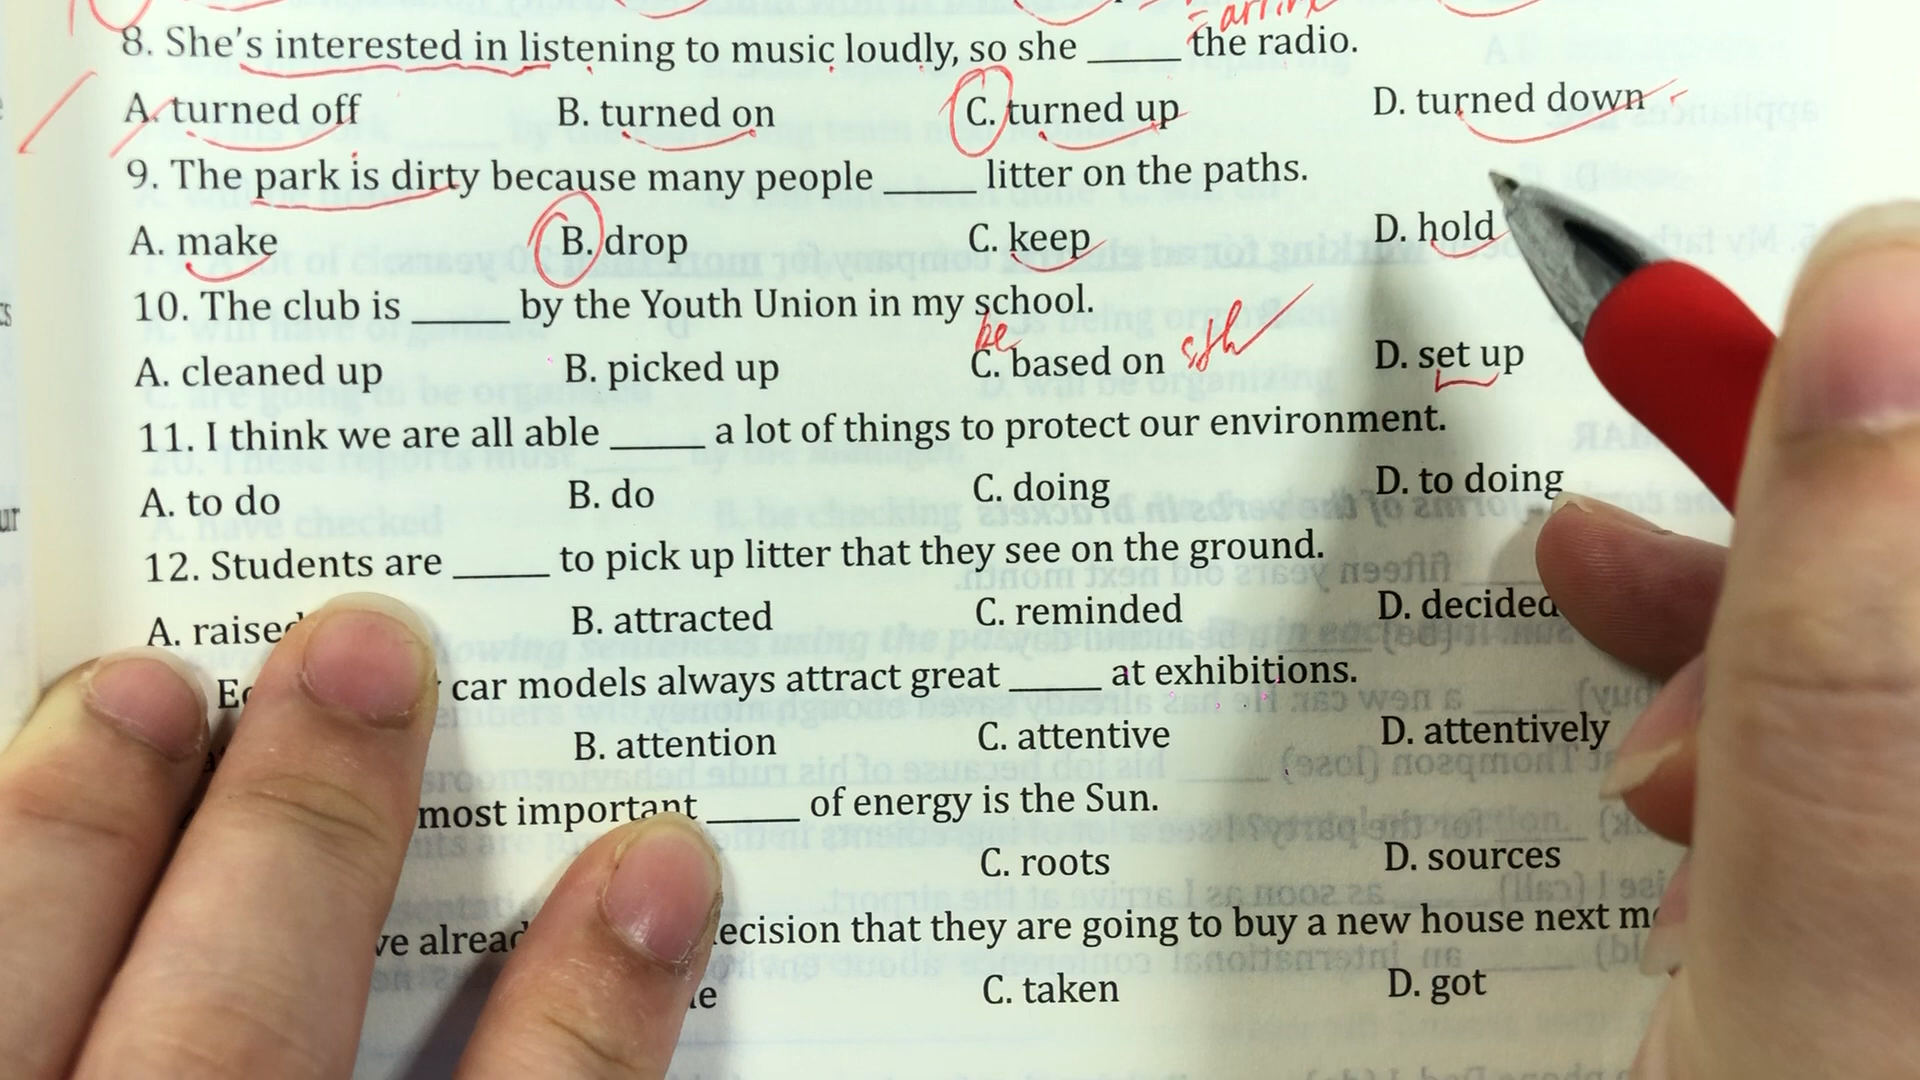 8. She's interested in listening to music loudly, so she _____ the radio.
A. turned off B. turned on C. turned up D. turned down
9. The park is dirty because many people _____ litter on the paths.
A. make B. drop C. keep D. hold
10. The club is _____ by the Youth Union in my school.
be sth
A. cleaned up B. picked up C. based on D. set up
11. I think we are all able _____ a lot of things to protect our environment.
A. to do B. do C. doing D. to doing
12. Students are _____ to pick up litter that they see on the ground.
A. raised B. attracted C. reminded D. decided
car models always attract great _____ at exhibitions.
B. attention C. attentive D. attentively
most important _____ of energy is the Sun.
C. roots D. sources
that they are going to buy a new house next
C. taken D. got